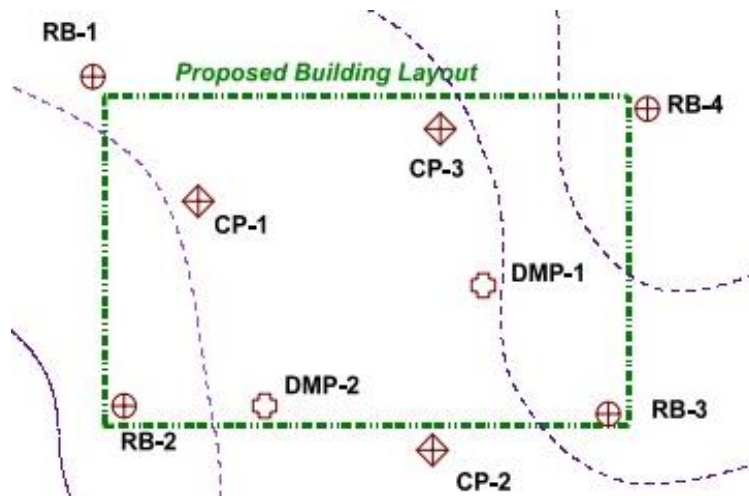 RB-1
Proposed Building Layout
RB-4
CP-3
CP-1
DMP-1
DMP-2
RB-3
RB-2
CP-2